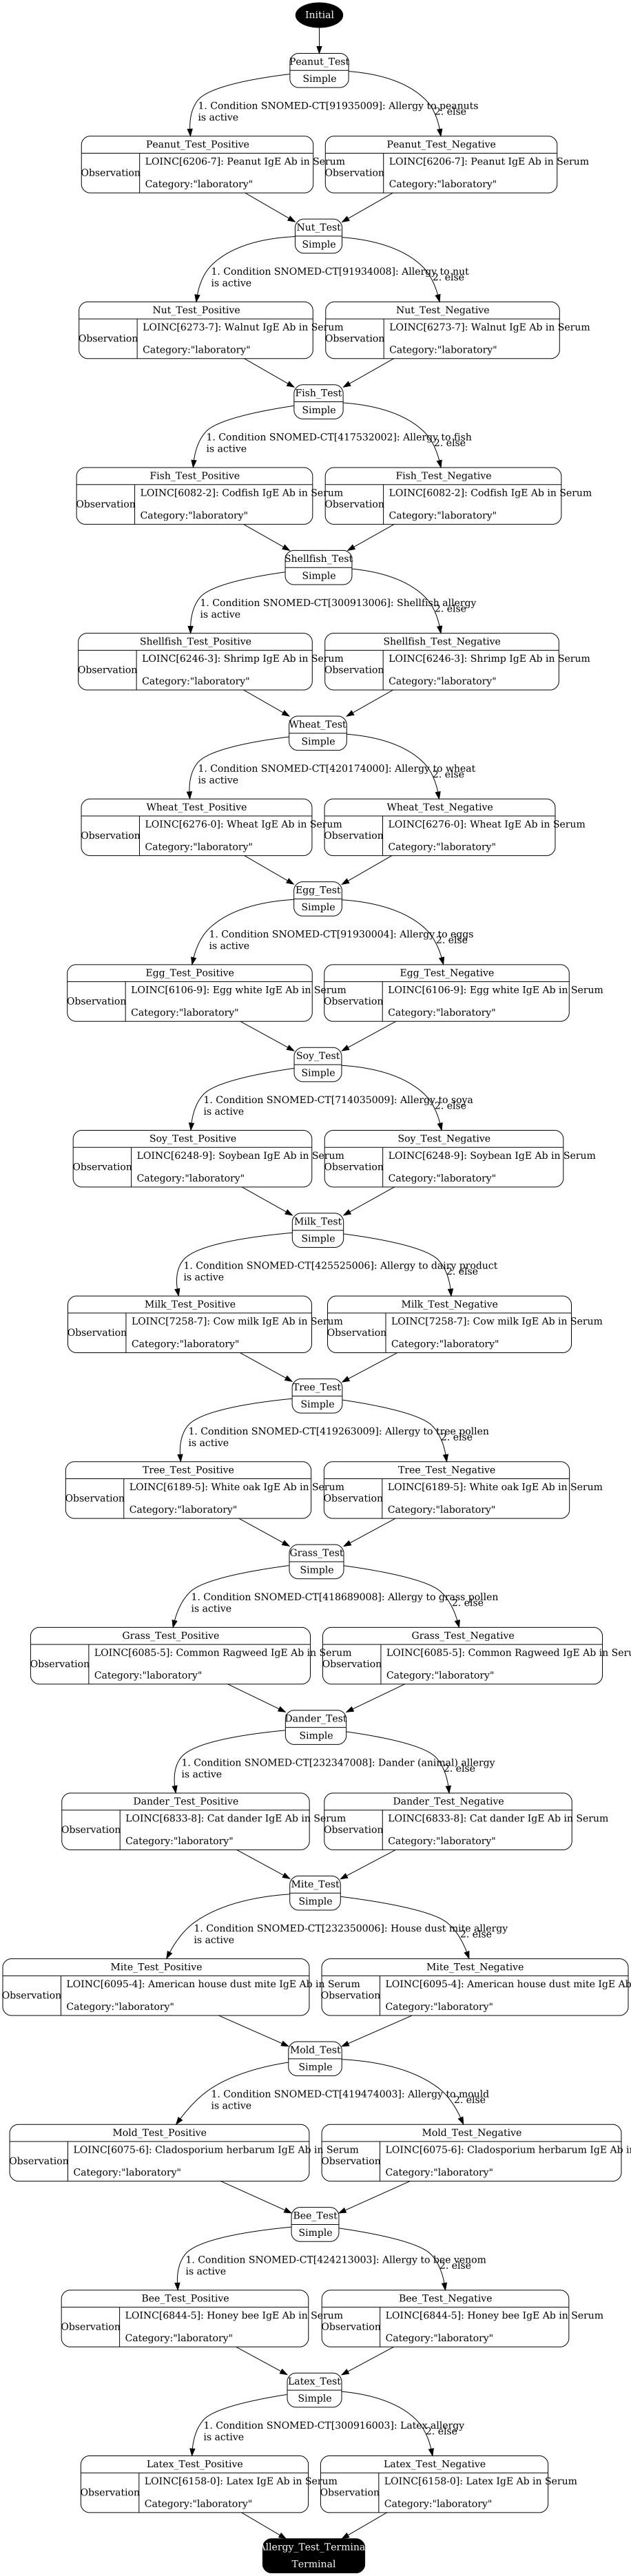 Initial
Peanut_Test
Simple
1. Condition SNOMED-CT[91935009]: Allergy to peanuts
is active
2. else
Peanut_Test_Positive
Observation
LOINC[6206-7]: Peanut IgE Ab in Serum
Category:"laboratory"
Peanut_Test_Negative
Observation
LOINC[6206-7]: Peanut IgE Ab in Serum
Category:"laboratory"
Nut_Test
Simple
1. Condition SNOMED-CT[91934008]: Allergy to nut
is active
2. else
Nut_Test_Positive
Observation
LOINC[6273-7]: Walnut IgE Ab in Serum
Category:"laboratory"
Nut_Test_Negative
Observation
LOINC[6273-7]: Walnut IgE Ab in Serum
Category:"laboratory"
Fish_Test
Simple
1. Condition SNOMED-CT[417532002]: Allergy to fish
is active
2. else
Fish_Test_Positive
Observation
LOINC[6082-2]: Codfish IgE Ab in Serum
Category:"laboratory"
Fish_Test_Negative
Observation
LOINC[6082-2]: Codfish IgE Ab in Serum
Category:"laboratory"
Shellfish_Test
Simple
1. Condition SNOMED-CT[300913006]: Shellfish allergy
is active
2. else
Shellfish_Test_Positive
Observation
LOINC[6246-3]: Shrimp IgE Ab in Serum
Category:"laboratory"
Shellfish_Test_Negative
Observation
LOINC[6246-3]: Shrimp IgE Ab in Serum
Category:"laboratory"
Wheat_Test
Simple
1. Condition SNOMED-CT[420174000]: Allergy to wheat
is active
2. else
Wheat_Test_Positive
Observation
LOINC[6276-0]: Wheat IgE Ab in Serum
Category:"laboratory"
Wheat_Test_Negative
Observation
LOINC[6276-0]: Wheat IgE Ab in Serum
Category:"laboratory"
Egg_Test
Simple
1. Condition SNOMED-CT[91930004]: Allergy to eggs
is active
2. else
Egg_Test_Positive
Observation
LOINC[6106-9]: Egg white IgE Ab in Serum
Category:"laboratory"
Egg_Test_Negative
Observation
LOINC[6106-9]: Egg white IgE Ab in Serum
Category:"laboratory"
Soy_Test
Simple
1. Condition SNOMED-CT[714035009]: Allergy to soya
is active
2. else
Soy_Test_Positive
Observation
LOINC[6248-9]: Soybean IgE Ab in Serum
Category:"laboratory"
Soy_Test_Negative
Observation
LOINC[6248-9]: Soybean IgE Ab in Serum
Category:"laboratory"
Milk_Test
Simple
1. Condition SNOMED-CT[425525006]: Allergy to dairy product
is active
2. else
Milk_Test_Positive
Observation
LOINC[7258-7]: Cow milk IgE Ab in Serum
Category:"laboratory"
Milk_Test_Negative
Observation
LOINC[7258-7]: Cow milk IgE Ab in Serum
Category:"laboratory"
Tree_Test
Simple
1. Condition SNOMED-CT[419263009]: Allergy to tree pollen
is active
2. else
Tree_Test_Positive
Observation
LOINC[6189-5]: White oak IgE Ab in Serum
Category:"laboratory"
Tree_Test_Negative
Observation
LOINC[6189-5]: White oak IgE Ab in Serum
Category:"laboratory"
Grass_Test
Simple
1. Condition SNOMED-CT[418689008]: Allergy to grass pollen
is active
2. else
Grass_Test_Positive
Observation
LOINC[6085-5]: Common Ragweed IgE Ab in Serum
Category:"laboratory"
Grass_Test_Negative
Observation
LOINC[6085-5]: Common Ragweed IgE Ab in Seru
Category:"laboratory"
Dander_Test
Simple
1. Condition SNOMED-CT[232347008]: Dander (animal) allergy
is active
2. else
Dander_Test_Positive
Observation
LOINC[6833-8]: Cat dander IgE Ab in Serum
Category:"laboratory"
Dander_Test_Negative
Observation
LOINC[6833-8]: Cat dander IgE Ab in Serum
Category:"laboratory"
Mite_Test
Simple
1. Condition SNOMED-CT[232350006]: House dust mite allergy
is active
2. else
Mite_Test_Positive
Observation
LOINC[6095-4]: American house dust mite IgE Ab in Serum
Category:"laboratory"
Mite_Test_Negative
Observation
LOINC[6095-4]: American house dust mite IgE Ab
Category:"laboratory"
Mold_Test
Simple
1. Condition SNOMED-CT[419474003]: Allergy to mould
is active
2. else
Mold_Test_Positive
Observation
LOINC[6075-6]: Cladosporium herbarum IgE Ab in Serum
Category:"laboratory"
Mold_Test_Negative
Observation
LOINC[6075-6]: Cladosporium herbarum IgE Ab in
Category:"laboratory"
Bee_Test
Simple
1. Condition SNOMED-CT[424213003]: Allergy to bee venom
is active
2. else
Bee_Test_Positive
Observation
LOINC[6844-5]: Honey bee IgE Ab in Serum
Category:"laboratory"
Bee_Test_Negative
Observation
LOINC[6844-5]: Honey bee IgE Ab in Serum
Category:"laboratory"
Latex_Test
Simple
1. Condition SNOMED-CT[300916003]: Latex allergy
is active
2. else
Latex_Test_Positive
Observation
LOINC[6158-0]: Latex IgE Ab in Serum
Category:"laboratory"
Latex_Test_Negative
Observation
LOINC[6158-0]: Latex IgE Ab in Serum
Category:"laboratory"
Allergy_Test_Terminal
Terminal